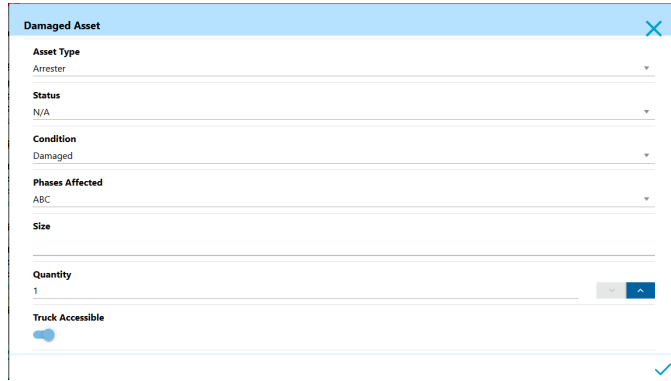 Damaged Asset
Asset Type
Arrester
Status
N/A
Condition
Damaged
Phases Affected
ABC
Size
Quantity
1
Truck Accessible